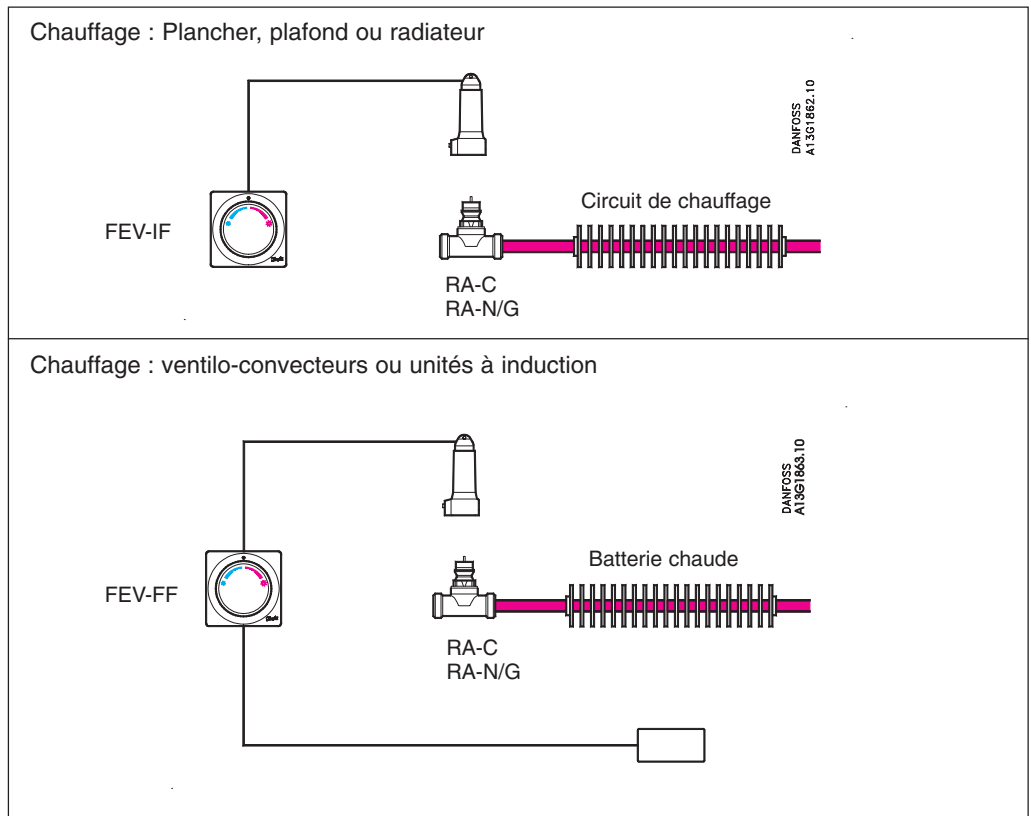 Chauffage : Plancher, plafond ou radiateur
DANFOSS
A13G1862.10
Circuit de chauffage
FEV-IF
RA-C
RA-N/G
Chauffage : ventilo-convecteurs ou unités à induction
DANFOSS
A13G1863.10
Batterie chaude
FEV-FF
RA-C
RA-N/G